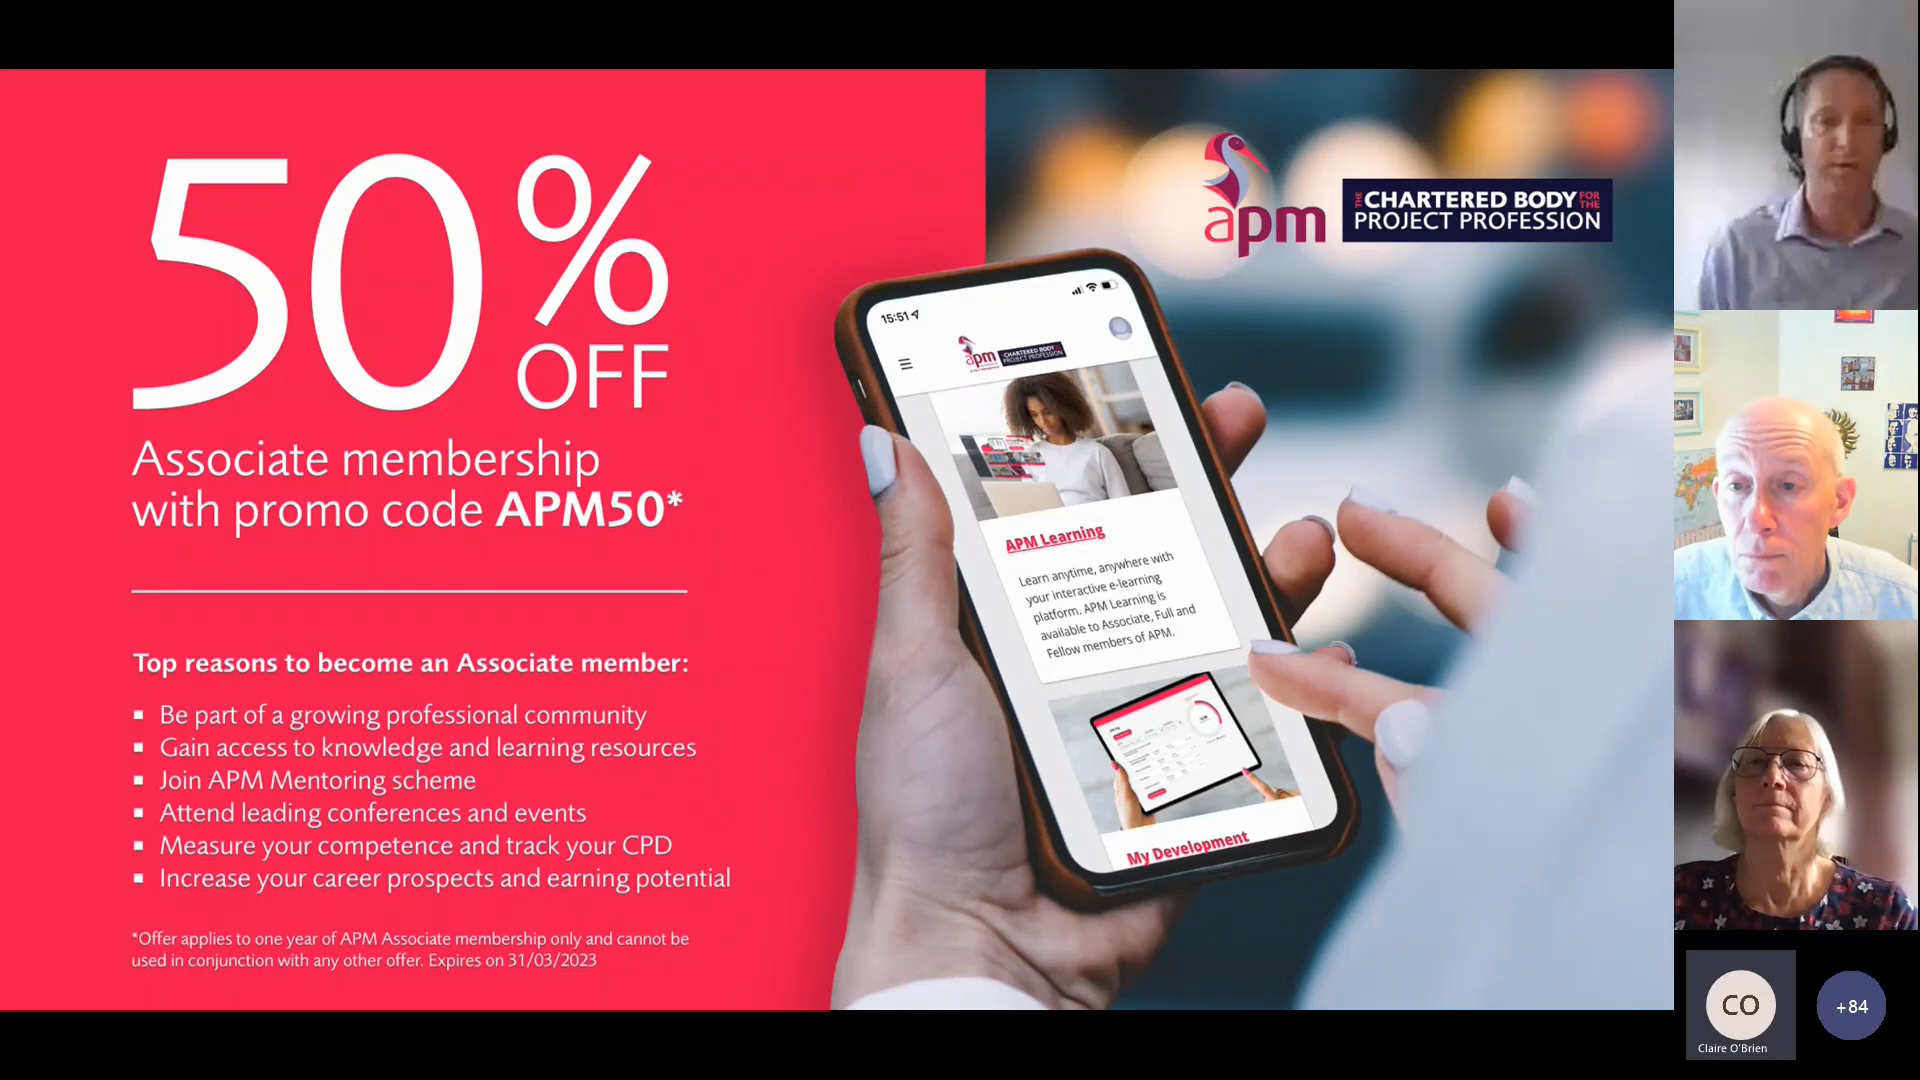 50%
OFF
Associate membership
with promo code APM50*
Top reasons to become an Associate member:
Be part of a growing professional community
Gain access to knowledge and learning resources
Join APM Mentoring scheme
Attend leading conferences and events
Measure your competence and track your CPD
Increase your career prospects and earning potential
*Offer applies to one year of APM Associate membership only and cannot be
used in conjunction with any other offer. Expires on 31/03/2023
apm
THE CHARTERED BODY FOR THE
PROJECT PROFESSION
15:51
apm
CHARTERED BODY
PROJECT PROFESSION
APM Learning
Learn anytime, anywhere with
your interactive e-learning
platform. APM Learning is
available to Associate, Full and
Fellow members of APM.
My Development
CO
Claire O'Brien
+84